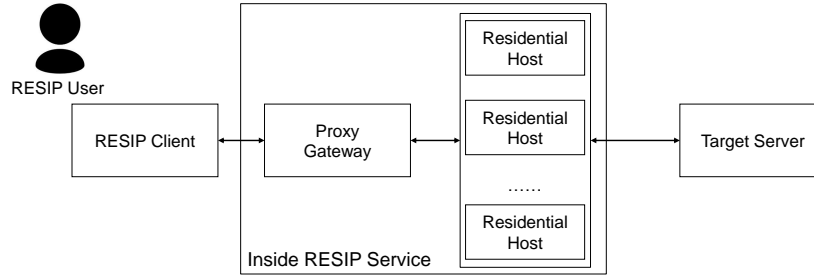 RESIP User
RESIP Client
Proxy
Gateway
Residential
Host
Residential
Host
......
Residential
Host
Target Server
Inside RESIP Service